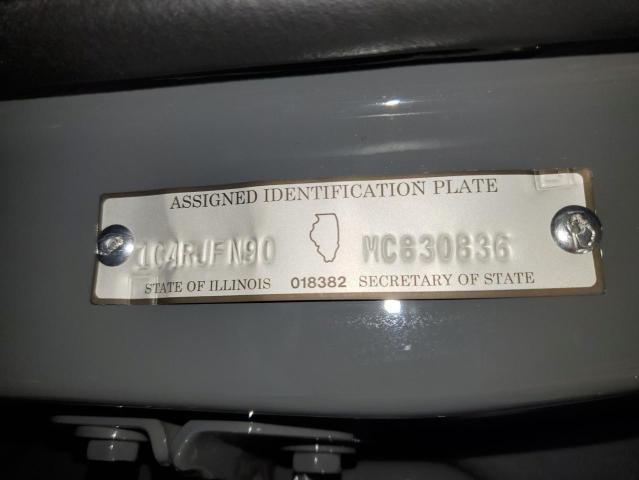 ASSIGNED IDENTIFICATION PLATE
1C4RJFN90 MC830836
STATE OF ILLINOIS 018382 SECRETARY OF STATE